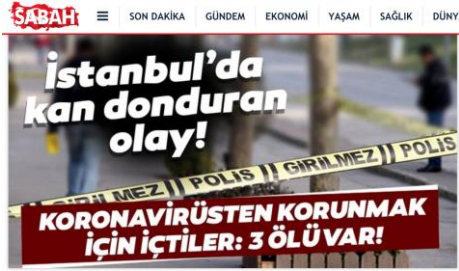 SABAH
SON DAKİKA GÜNDEM EKONOMİ YAŞAM SAĞLIK DÜNY
İstanbul'da
kan donduran
olay!
GİRİLMEZ || POLİS || GİRİLMEZ || POLİS
KORONAVİRÜSTEN KORUNMAK
İÇİN İÇTİLER: 3 ÖLÜ VAR!